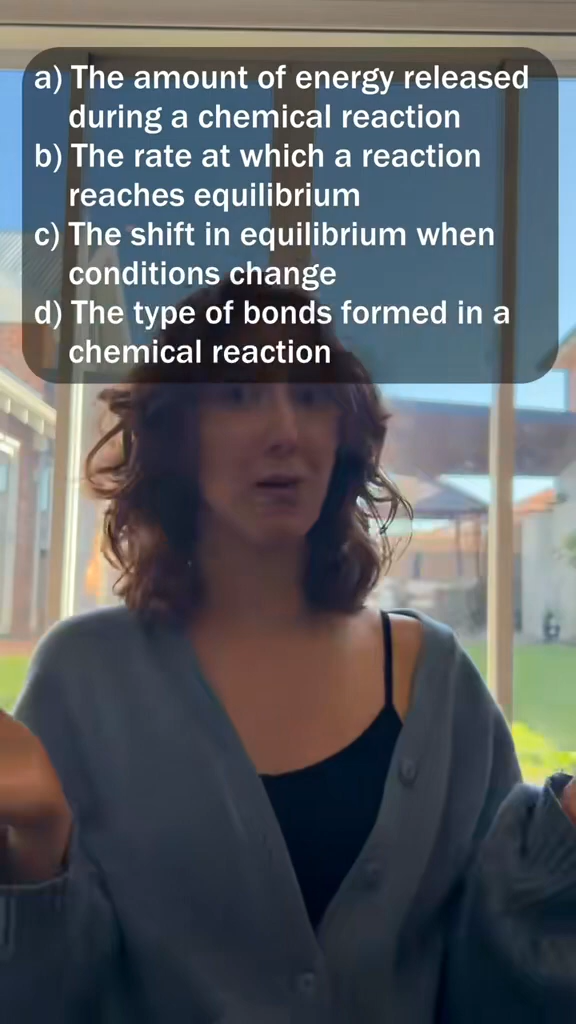 a) The amount of energy released
during a chemical reaction
b) The rate at which a reaction
reaches equilibrium
c) The shift in equilibrium when
conditions change
d) The type of bonds formed in a
chemical reaction